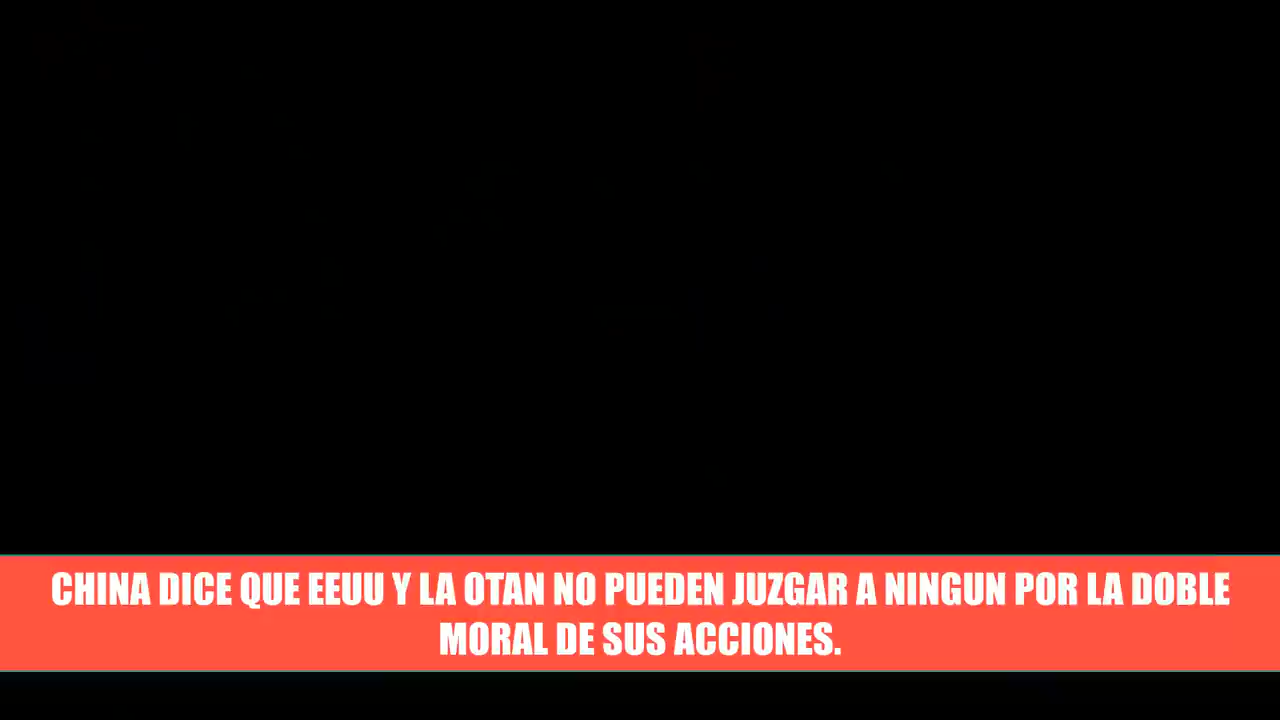 CHINA DICE QUE EEUU Y LA OTAN NO PUEDEN JUZGAR A NINGUN POR LA DOBLE
MORAL DE SUS ACCIONES.